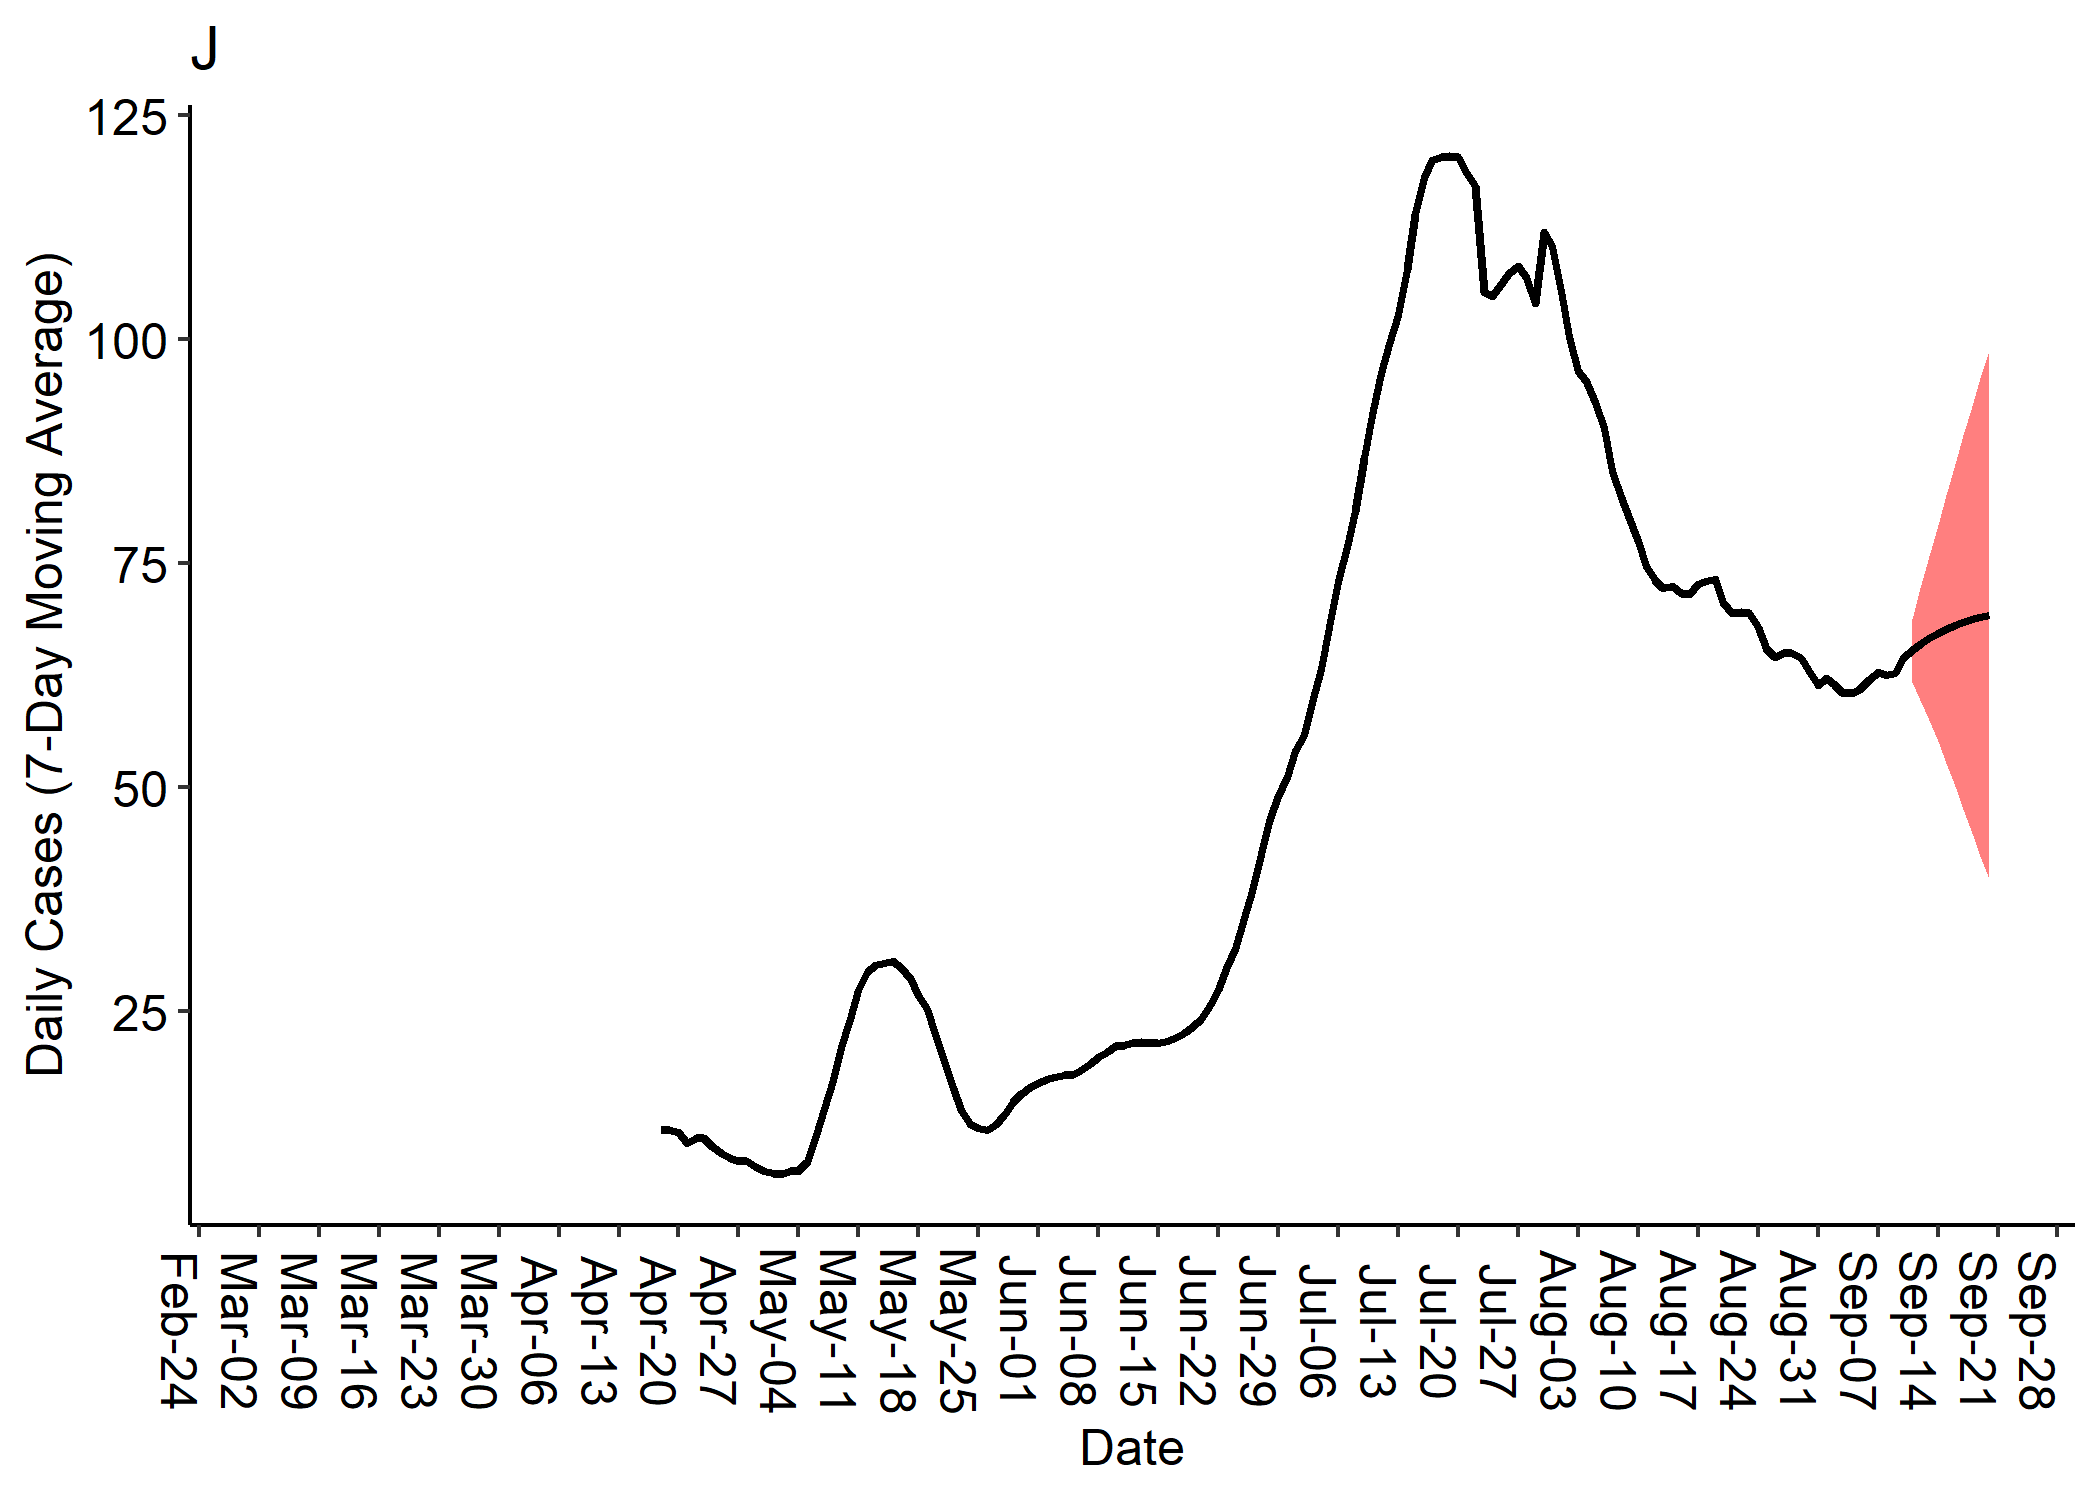 J
Daily Cases (7-Day Moving Average)
125
100
75
50
25
Feb-24
Mar-02
Mar-09
Mar-16
Mar-23
Mar-30
Apr-06
Apr-13
Apr-20
Apr-27
May-04
May-11
May-18
May-25
Jun-01
Jun-08
Jun-15
Jun-22
Jun-29
Jul-06
Jul-13
Jul-20
Jul-27
Aug-03
Aug-10
Aug-17
Aug-24
Aug-31
Sep-07
Sep-14
Sep-21
Sep-28
Date